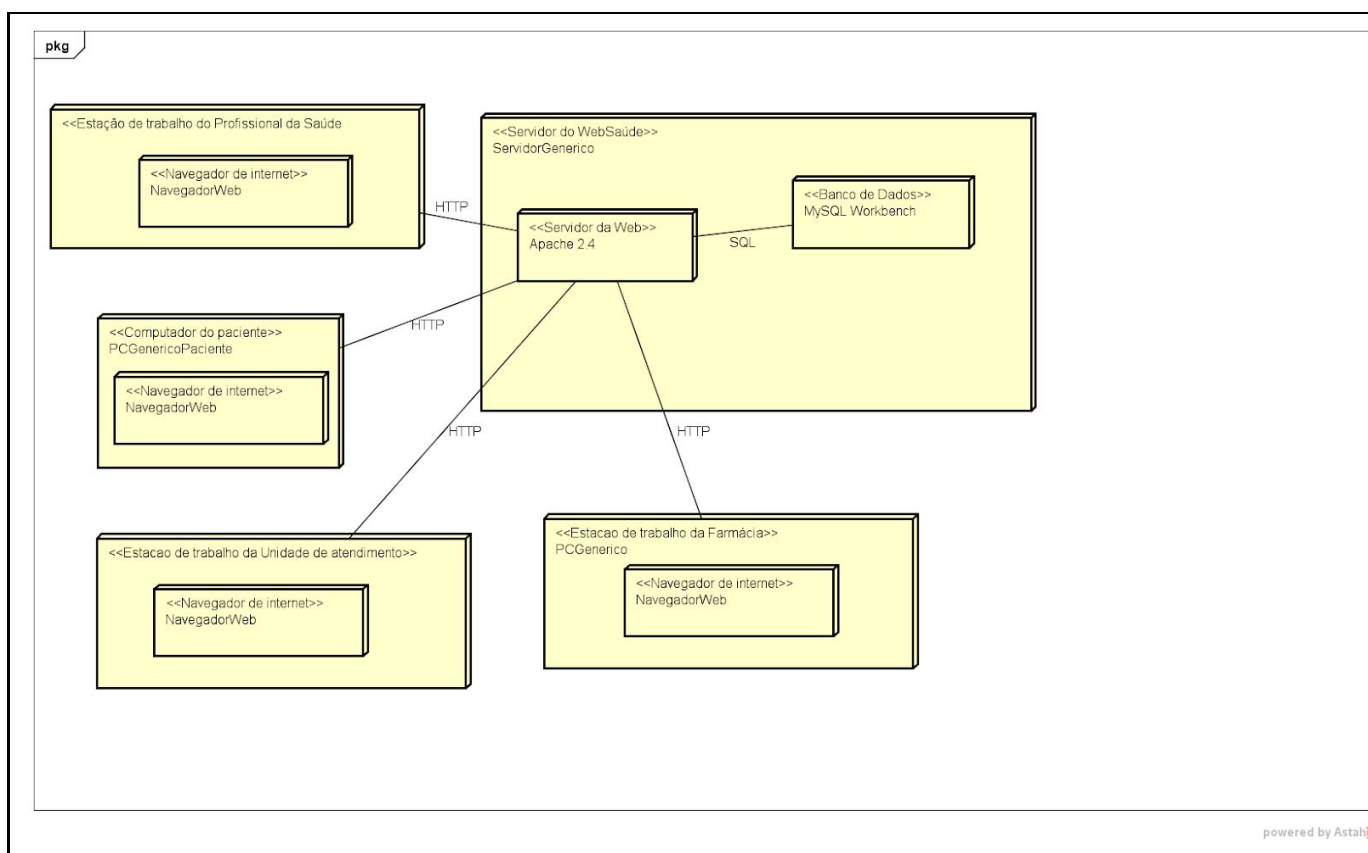 pkg
<<Estação de trabalho do Profissional da Saúde
<<Navegador de internet>>
NavegadorWeb
HTTP
<<Servidor do WebSaúde>>
ServidorGenerico
<<Servidor da Web>>
Apache 2.4
SQL
<<Banco de Dados>>
MySQL Workbench
<<Computador do paciente>>
PCGenericoPaciente
<<Navegador de internet>>
NavegadorWeb
HTTP
HTTP
HTTP
<<Estacao de trabalho da Unidade de atendimento>>
<<Navegador de internet>>
NavegadorWeb
<<Estacao de trabalho da Farmácia>>
PCGenerico
<<Navegador de internet>>
NavegadorWeb
powered by Astah